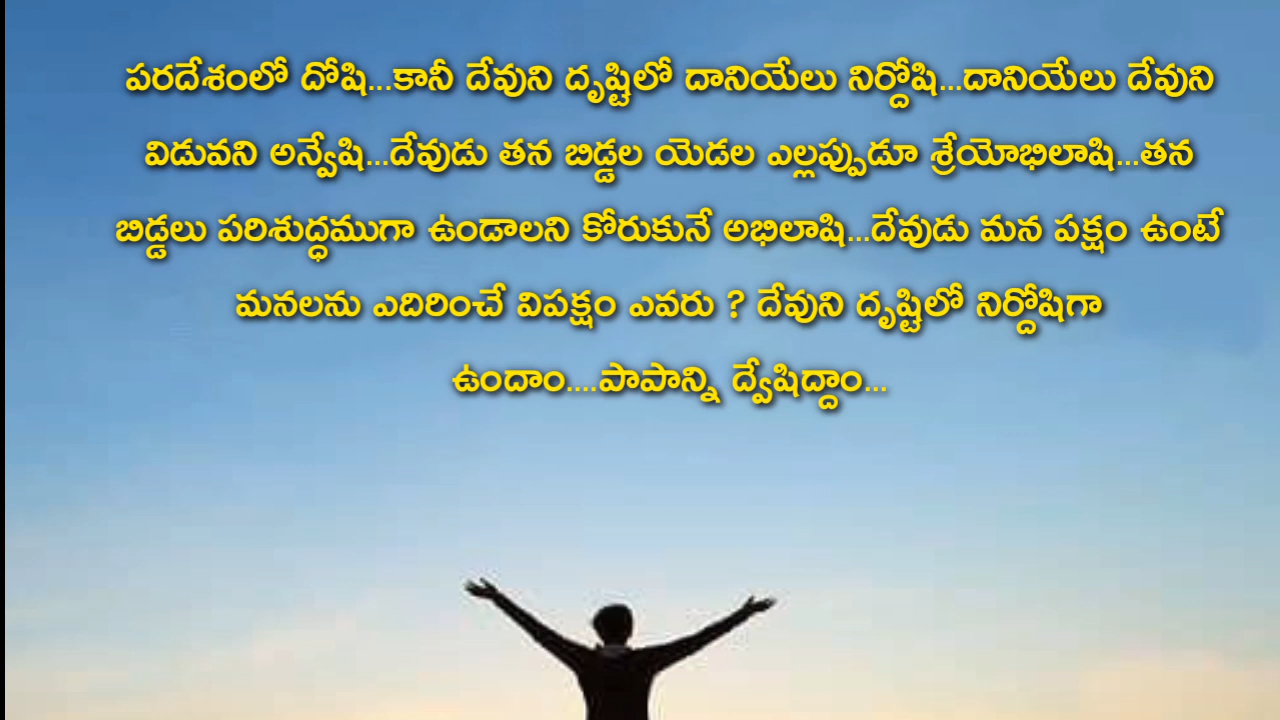 పరదేశంలో దోషి...కానీ దేవుని దృష్టిలో దానియేలు నిర్దోషి...దానియేలు దేవుని
విడువని అన్వేషి...దేవుడు తన బిడ్డల యెడల ఎల్లప్పుడూ శ్రేయోభిలాషి...తన
బిడ్డలు పరిశుద్ధముగా ఉండాలని కోరుకునే అభిలాషి...దేవుడు మన పక్షం ఉంటే
మనలను ఎదిరించే విపక్షం ఎవరు ? దేవుని దృష్టిలో నిర్దోషిగా
ఉందాం....పాపాన్ని ద్వేషిద్దాం...